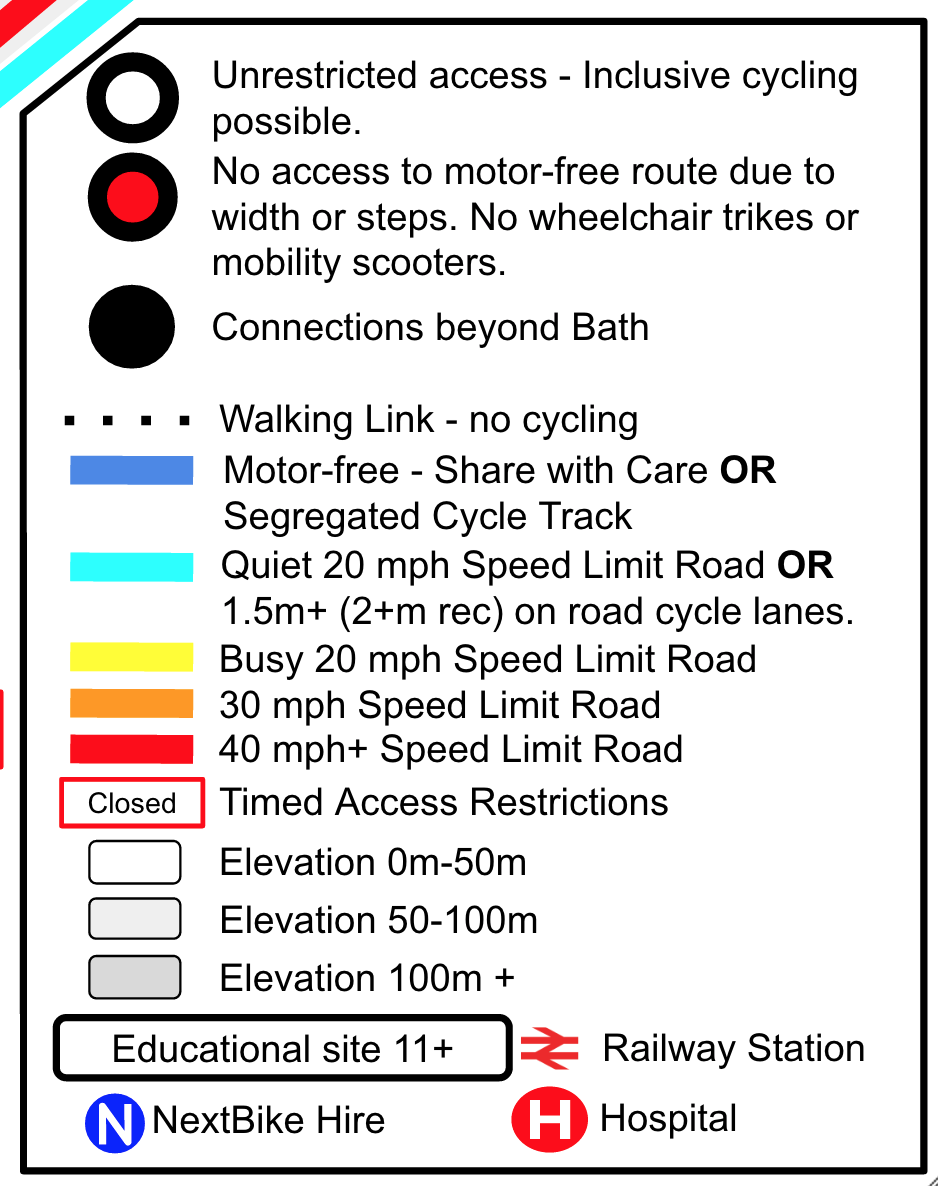 Unrestricted access - Inclusive cycling
possible.
No access to motor-free route due to
width or steps. No wheelchair trikes or
mobility scooters.
Connections beyond Bath
Walking Link - no cycling
Motor-free - Share with Care OR
Segregated Cycle Track
Quiet 20 mph Speed Limit Road OR
1.5m+ (2+m rec) on road cycle lanes.
Busy 20 mph Speed Limit Road
30 mph Speed Limit Road
40 mph+ Speed Limit Road
Closed Timed Access Restrictions
Elevation 0m-50m
Elevation 50-100m
Elevation 100m +
Educational site 11+ Railway Station
N NextBike Hire H Hospital